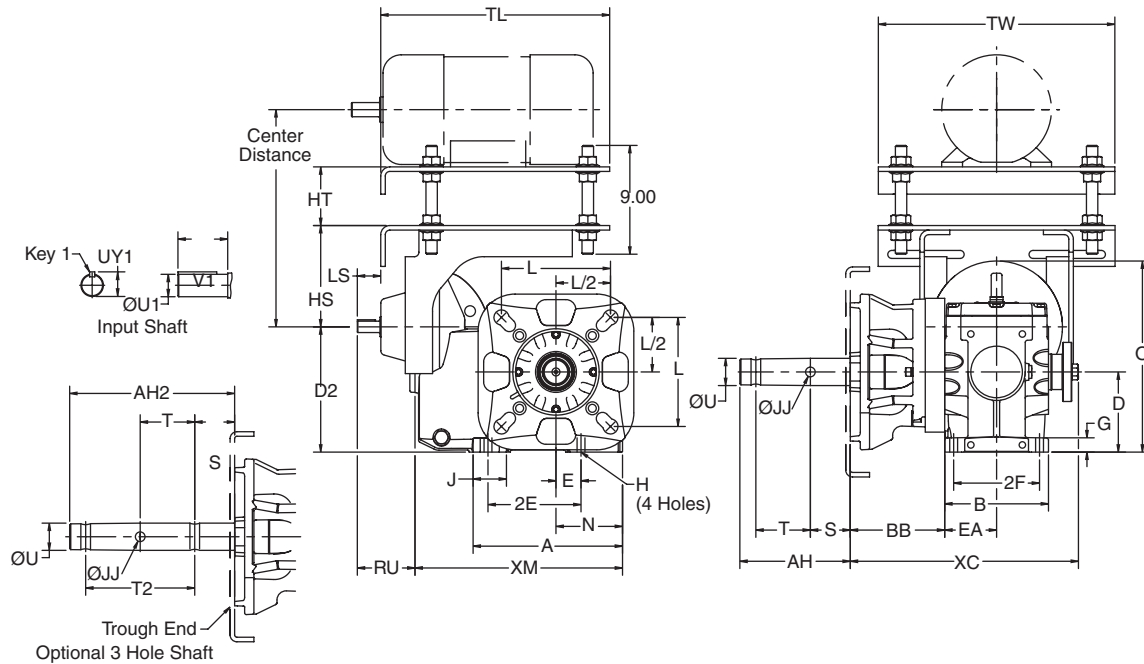 TL
TW
Center
Distance
HT
9.00
Key 1
UY1
V1
ØU1
Input Shaft
LS
HS
L
L/2
L/2
L
D2
AH2
T
S
ØU
ØJJ
T2
Trough End
Optional 3 Hole Shaft
J
E
2E
H
(4 Holes)
N
A
RU
XM
ØU
ØJJ
O
D
G
2F
B
T
S
BB
EA
AH
XC